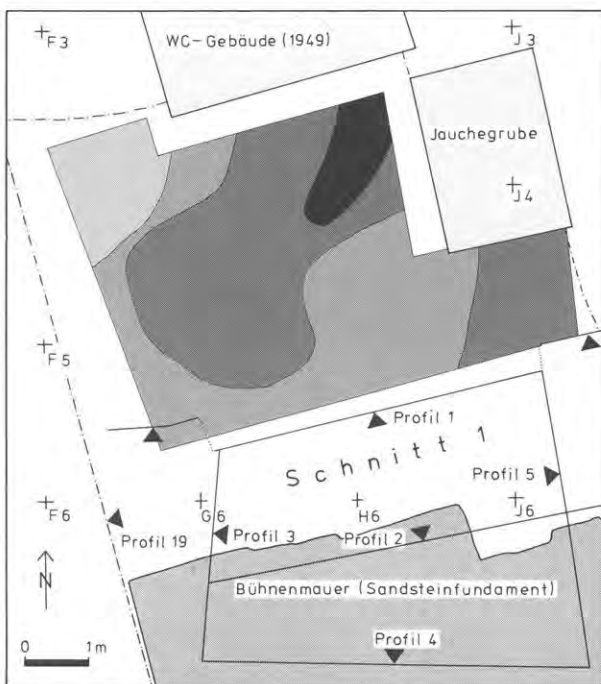 F3
WC-Gebäude (1949)
J3
Jauchegrube
J4
F5
Profil 1
Schnitt 1
Profil 5
F6
G6
H6
J6
Profil 19
Profil 3
Profil 2
N
Bühnenmauer (Sandsteinfundament)
Profil 4
0 1m